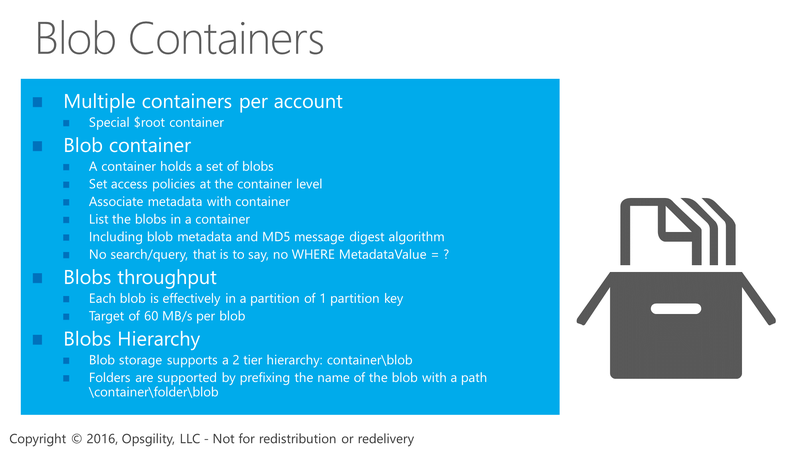 Blob Containers
Multiple containers per account
Special $root container
Blob container
A container holds a set of blobs
Set access policies at the container level
Associate metadata with container
List the blobs in a container
Including blob metadata and MD5 message digest algorithm
No search/query, that is to say, no WHERE MetadataValue = ?
Blobs throughput
Each blob is effectively in a partition of 1 partition key
Target of 60 MB/s per blob
Blobs Hierarchy
Blob storage supports a 2 tier hierarchy: container\blob
Folders are supported by prefixing the name of the blob with a path
\container\folder\blob
Copyright © 2016, Opsgility, LLC - Not for redistribution or redelivery